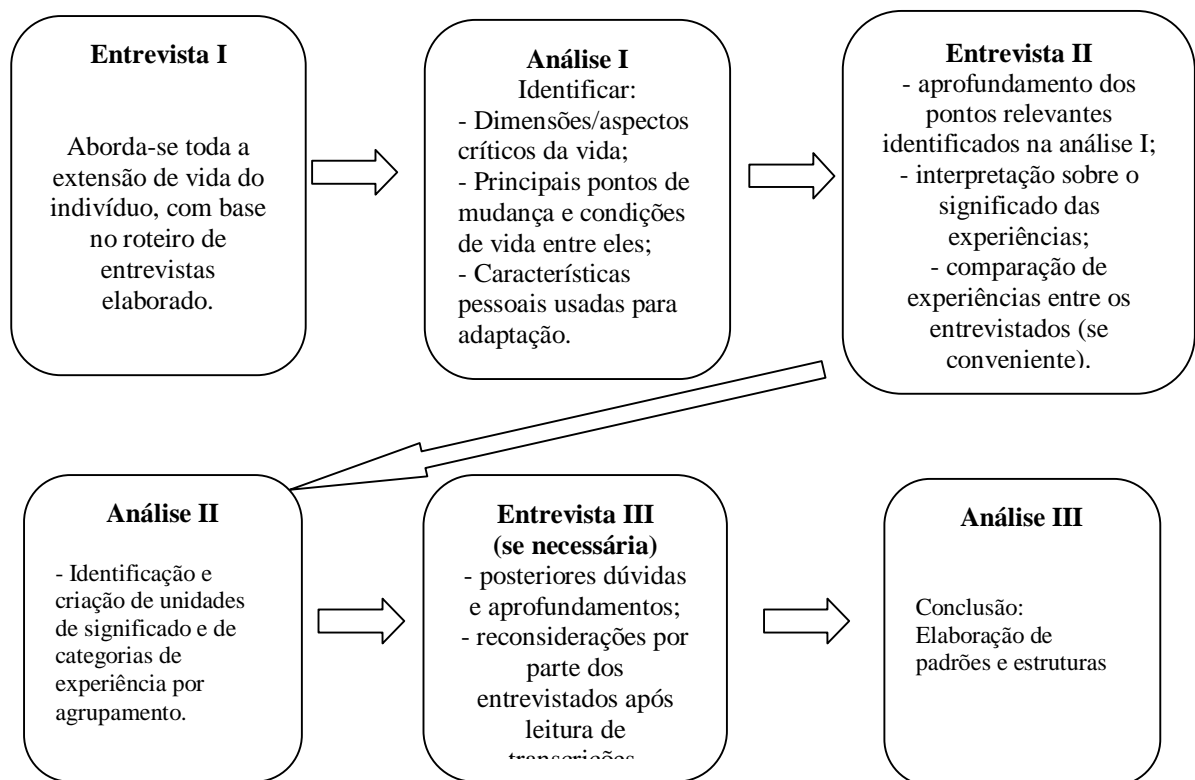 Entrevista I
Aborda-se toda a
extensão de vida do
indivíduo, com base
no roteiro de
entrevistas
elaborado.
Análise I
Identificar:
- Dimensões/aspectos
críticos da vida;
- Principais pontos de
mudança e condições
de vida entre eles;
- Características
pessoais usadas para
adaptação.
Entrevista II
- aprofundamento dos
pontos relevantes
identificados na análise I;
- interpretação sobre o
significado das
experiências;
- comparação de
experiências entre os
entrevistados (se
conveniente).
Análise II
- Identificação e
criação de unidades
de significado e de
categorias de
experiência por
agrupamento.
Entrevista III
(se necessária)
- posteriores dúvidas
e aprofundamentos;
- reconsiderações por
parte dos
entrevistados após
leitura de
transcrições
Análise III
Conclusão:
Elaboração de
padrões e estruturas